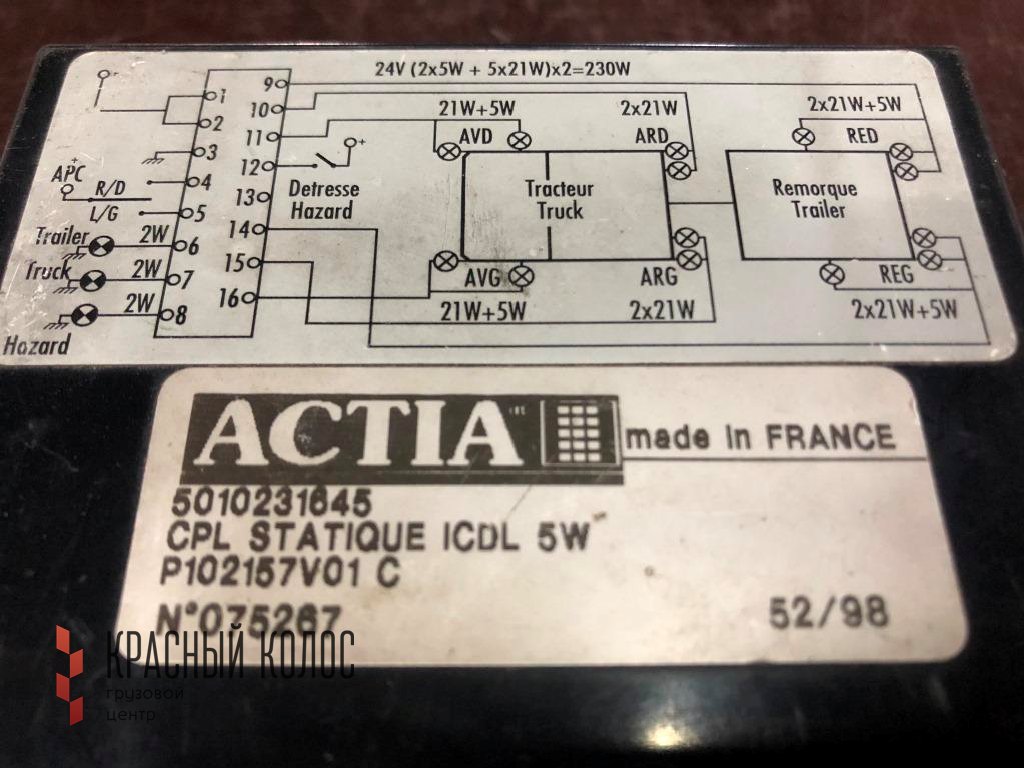 24V (2x5W + 5x21W)x2=230W
+
1
2
3
4
5
6
7
8
9
10
11
12
13
14
15
16
+
APC
R/D
L/G
Trailer
2W
Truck
2W
2W
Hazard
+
Detresse
Hazard
21W+5W
AVD
2x21W
ARD
Tracteur
Truck
AVG
21W+5W
ARG
2x21W
2x21W+5W
RED
Remorque
Trailer
REG
2x21W+5W
ACTIA
made in FRANCE
5010231645
CPL STATIQUE ICDL 5W
P102157V01 C
N°075267
52/98
КРАСНЫЙ КОЛОС
грузовой
центр